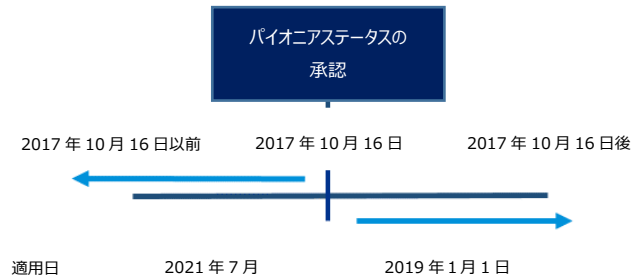 パイオニアステータスの
承認
2017 年 10 月 16 日以前 2017 年 10 月 16 日 2017 年 10 月 16 日後
適用日 2021 年 7 月 2019 年 1 月 1 日